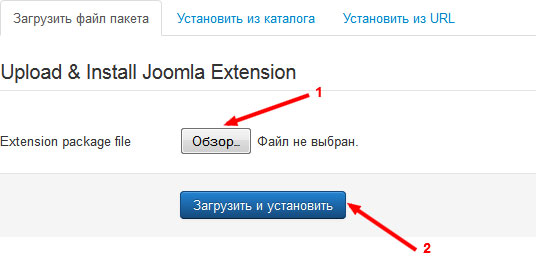 Загрузить файл пакета Установить из каталога Установить из URL
Upload & Install Joomla Extension
1
Extension package file Обзор... Файл не выбран.
Загрузить и установить
2